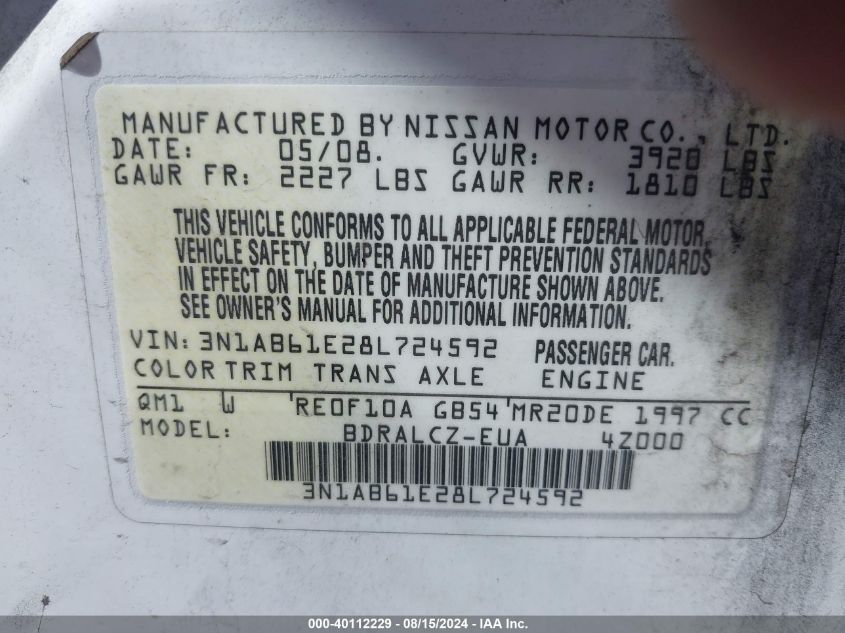 MANUFACTURED BY NISSAN MOTOR CO., LTD.
DATE: 05/08. GVWR: 3920 LBS
GAWR FR: 2227 LBS GAWR RR: 1810 LBS
THIS VEHICLE CONFORMS TO ALL APPLICABLE FEDERAL MOTOR
VEHICLE SAFETY, BUMPER AND THEFT PREVENTION STANDARDS
IN EFFECT ON THE DATE OF MANUFACTURE SHOWN ABOVE.
SEE OWNER'S MANUAL FOR ADDITIONAL INFORMATION.
VIN: 3N1AB61E28L724592 PASSENGER CAR.
COLOR TRIM TRANS AXLE ENGINE
QM1 W RE0F10A GB54 MR20DE 1997 CC
MODEL: BDRALCZ-EUA 4Z000
3N1AB61E28L724592
000-40112229 - 08/15/2024 - IAA Inc.